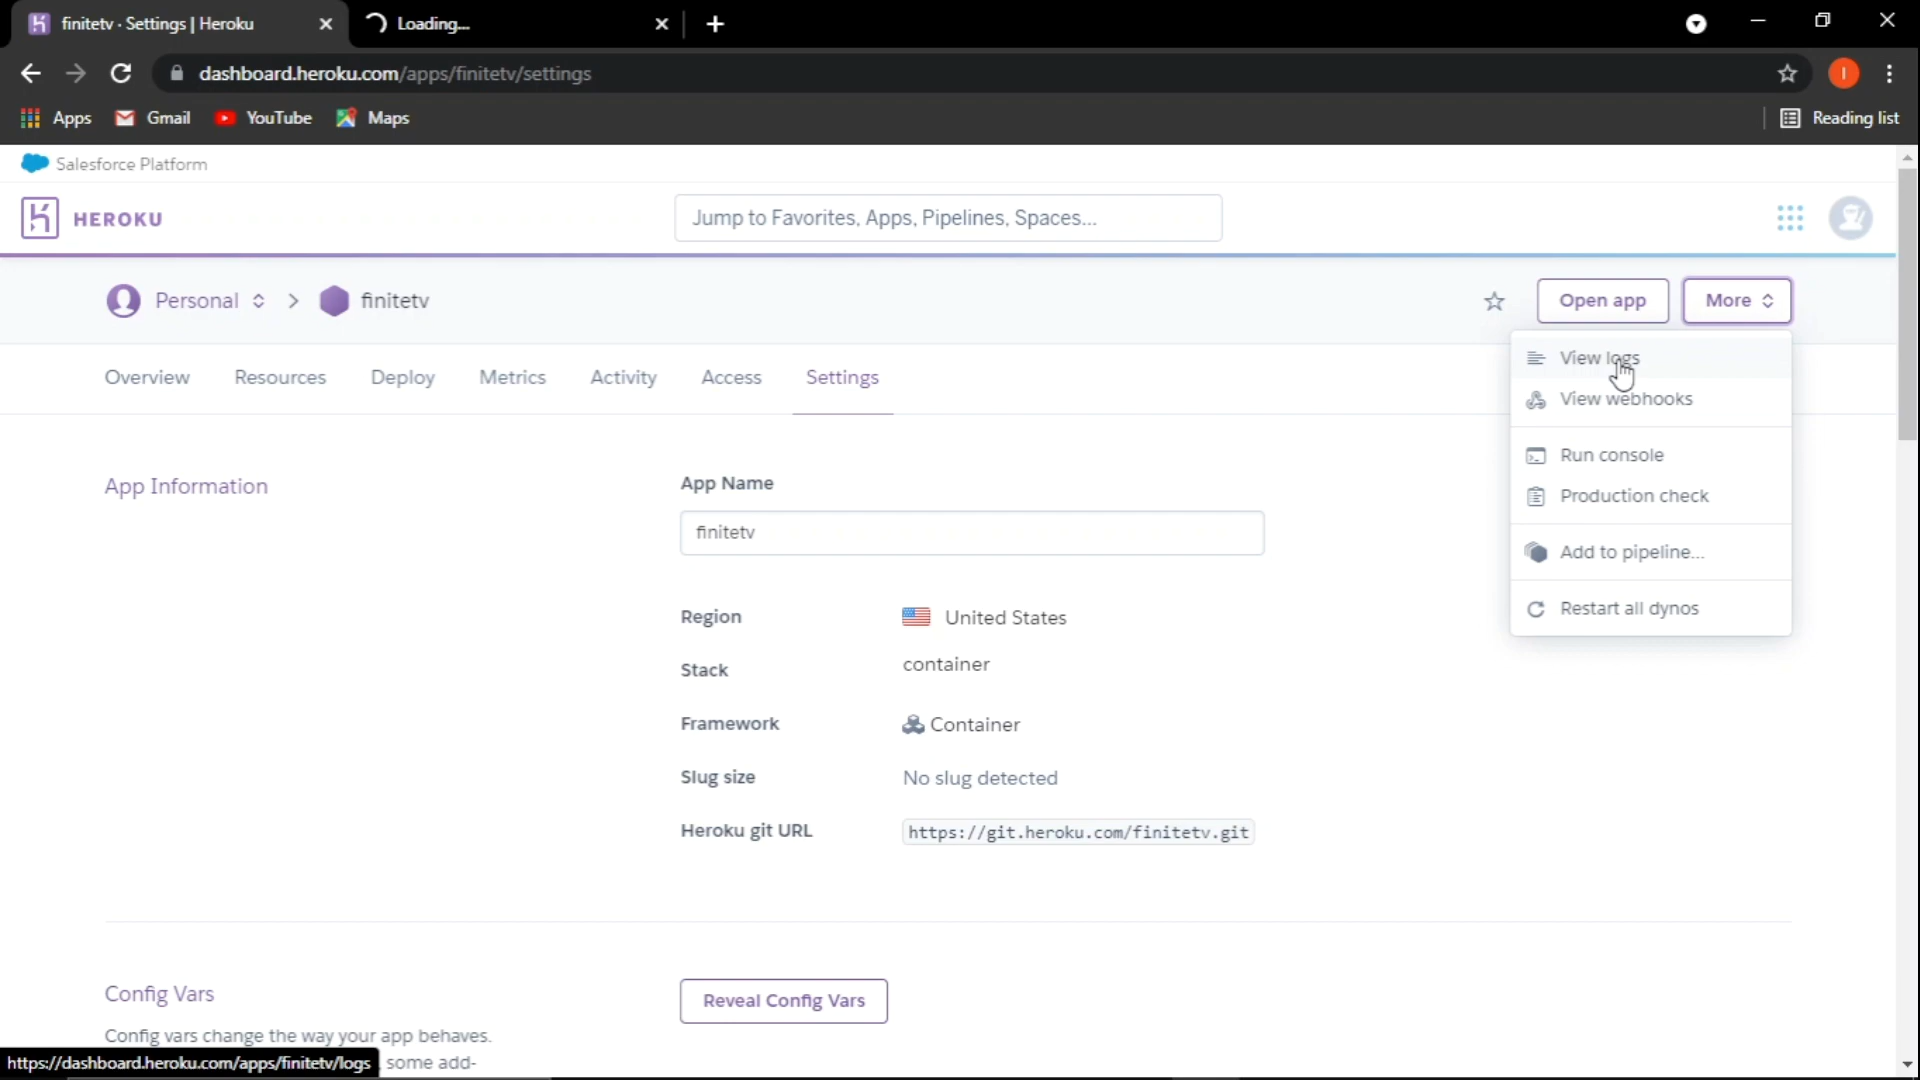 finitetv · Settings | Heroku
Loading...
dashboard.heroku.com/apps/finitetv/settings
I
Apps
Gmail
YouTube
Maps
Reading list
Salesforce Platform
HEROKU
Jump to Favorites, Apps, Pipelines, Spaces...
Personal
finitetv
Open app
More
Overview
Resources
Deploy
Metrics
Activity
Access
Settings
View logs
View webhooks
Run console
Production check
Add to pipeline...
Restart all dynos
App Information
App Name
finitetv
Region
United States
Stack
container
Framework
Container
Slug size
No slug detected
Heroku git URL
https://git.heroku.com/finitetv.git
Config Vars
Reveal Config Vars
Config vars change the way your app behaves.
some add-
https://dashboard.heroku.com/apps/finitetv/logs